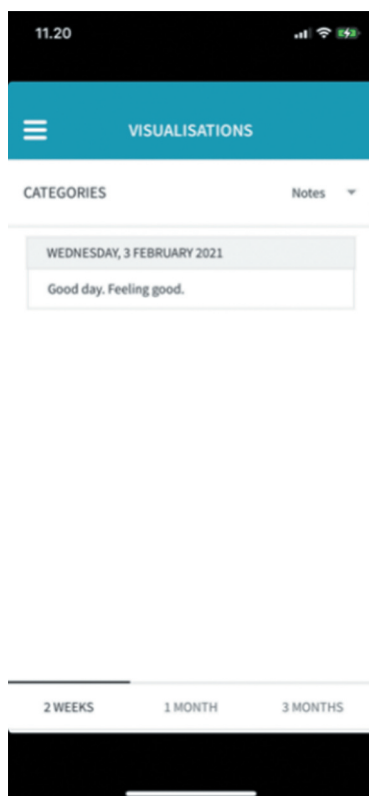 11.20
VISUALISATIONS
CATEGORIES Notes
WEDNESDAY, 3 FEBRUARY 2021
Good day. Feeling good.
2 WEEKS 1 MONTH 3 MONTHS